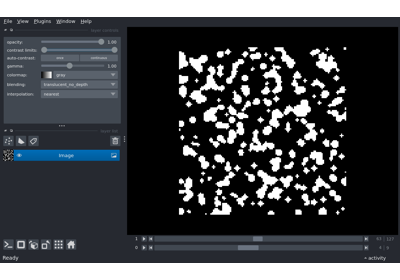 File View Plugins Window Help
opacity: 1.00
contrast limits:
auto-contrast: once continuous
gamma: 1.00
colormap: gray
blending: translucent_no_depth
interpolation: nearest
Image
1
0
Ready
activity